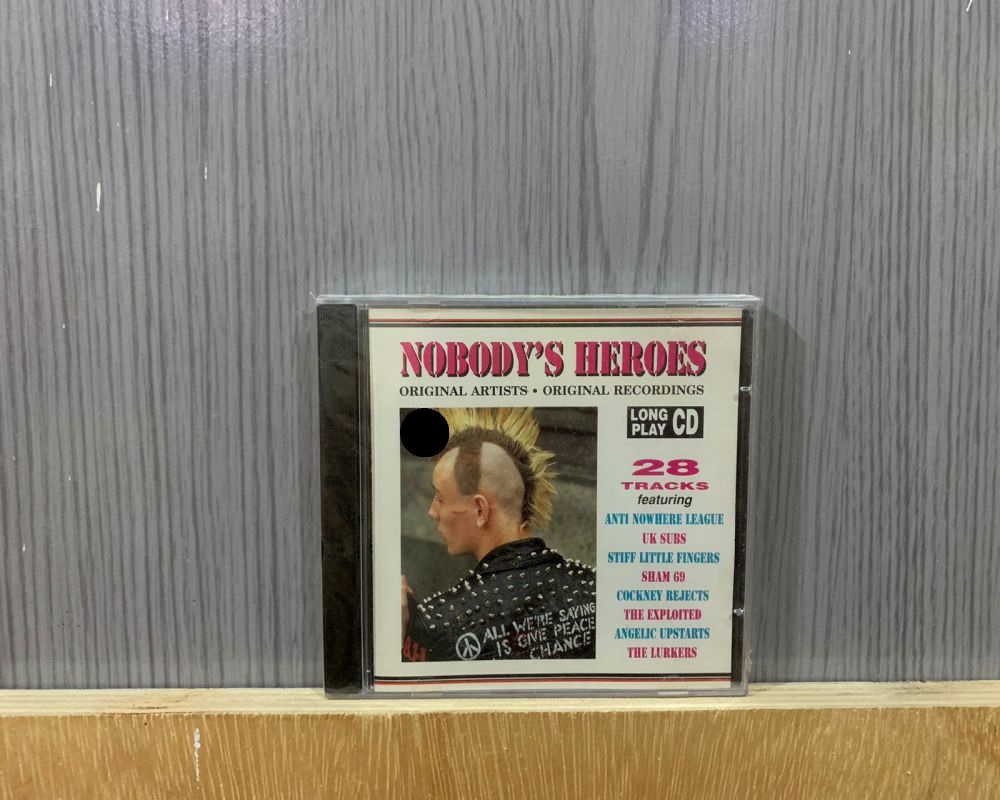 NOBODY'S HEROES
ORIGINAL ARTISTS • ORIGINAL RECORDINGS
LONG PLAY CD
28
TRACKS
featuring
ANTI NOWHERE LEAGUE
UK SUBS
STIFF LITTLE FINGERS
SHAM 69
COCKNEY REJECTS
THE EXPLOITED
ANGELIC UPSTARTS
THE LURKERS
ALL WE'RE SAYING
IS GIVE PEACE
CHANCE